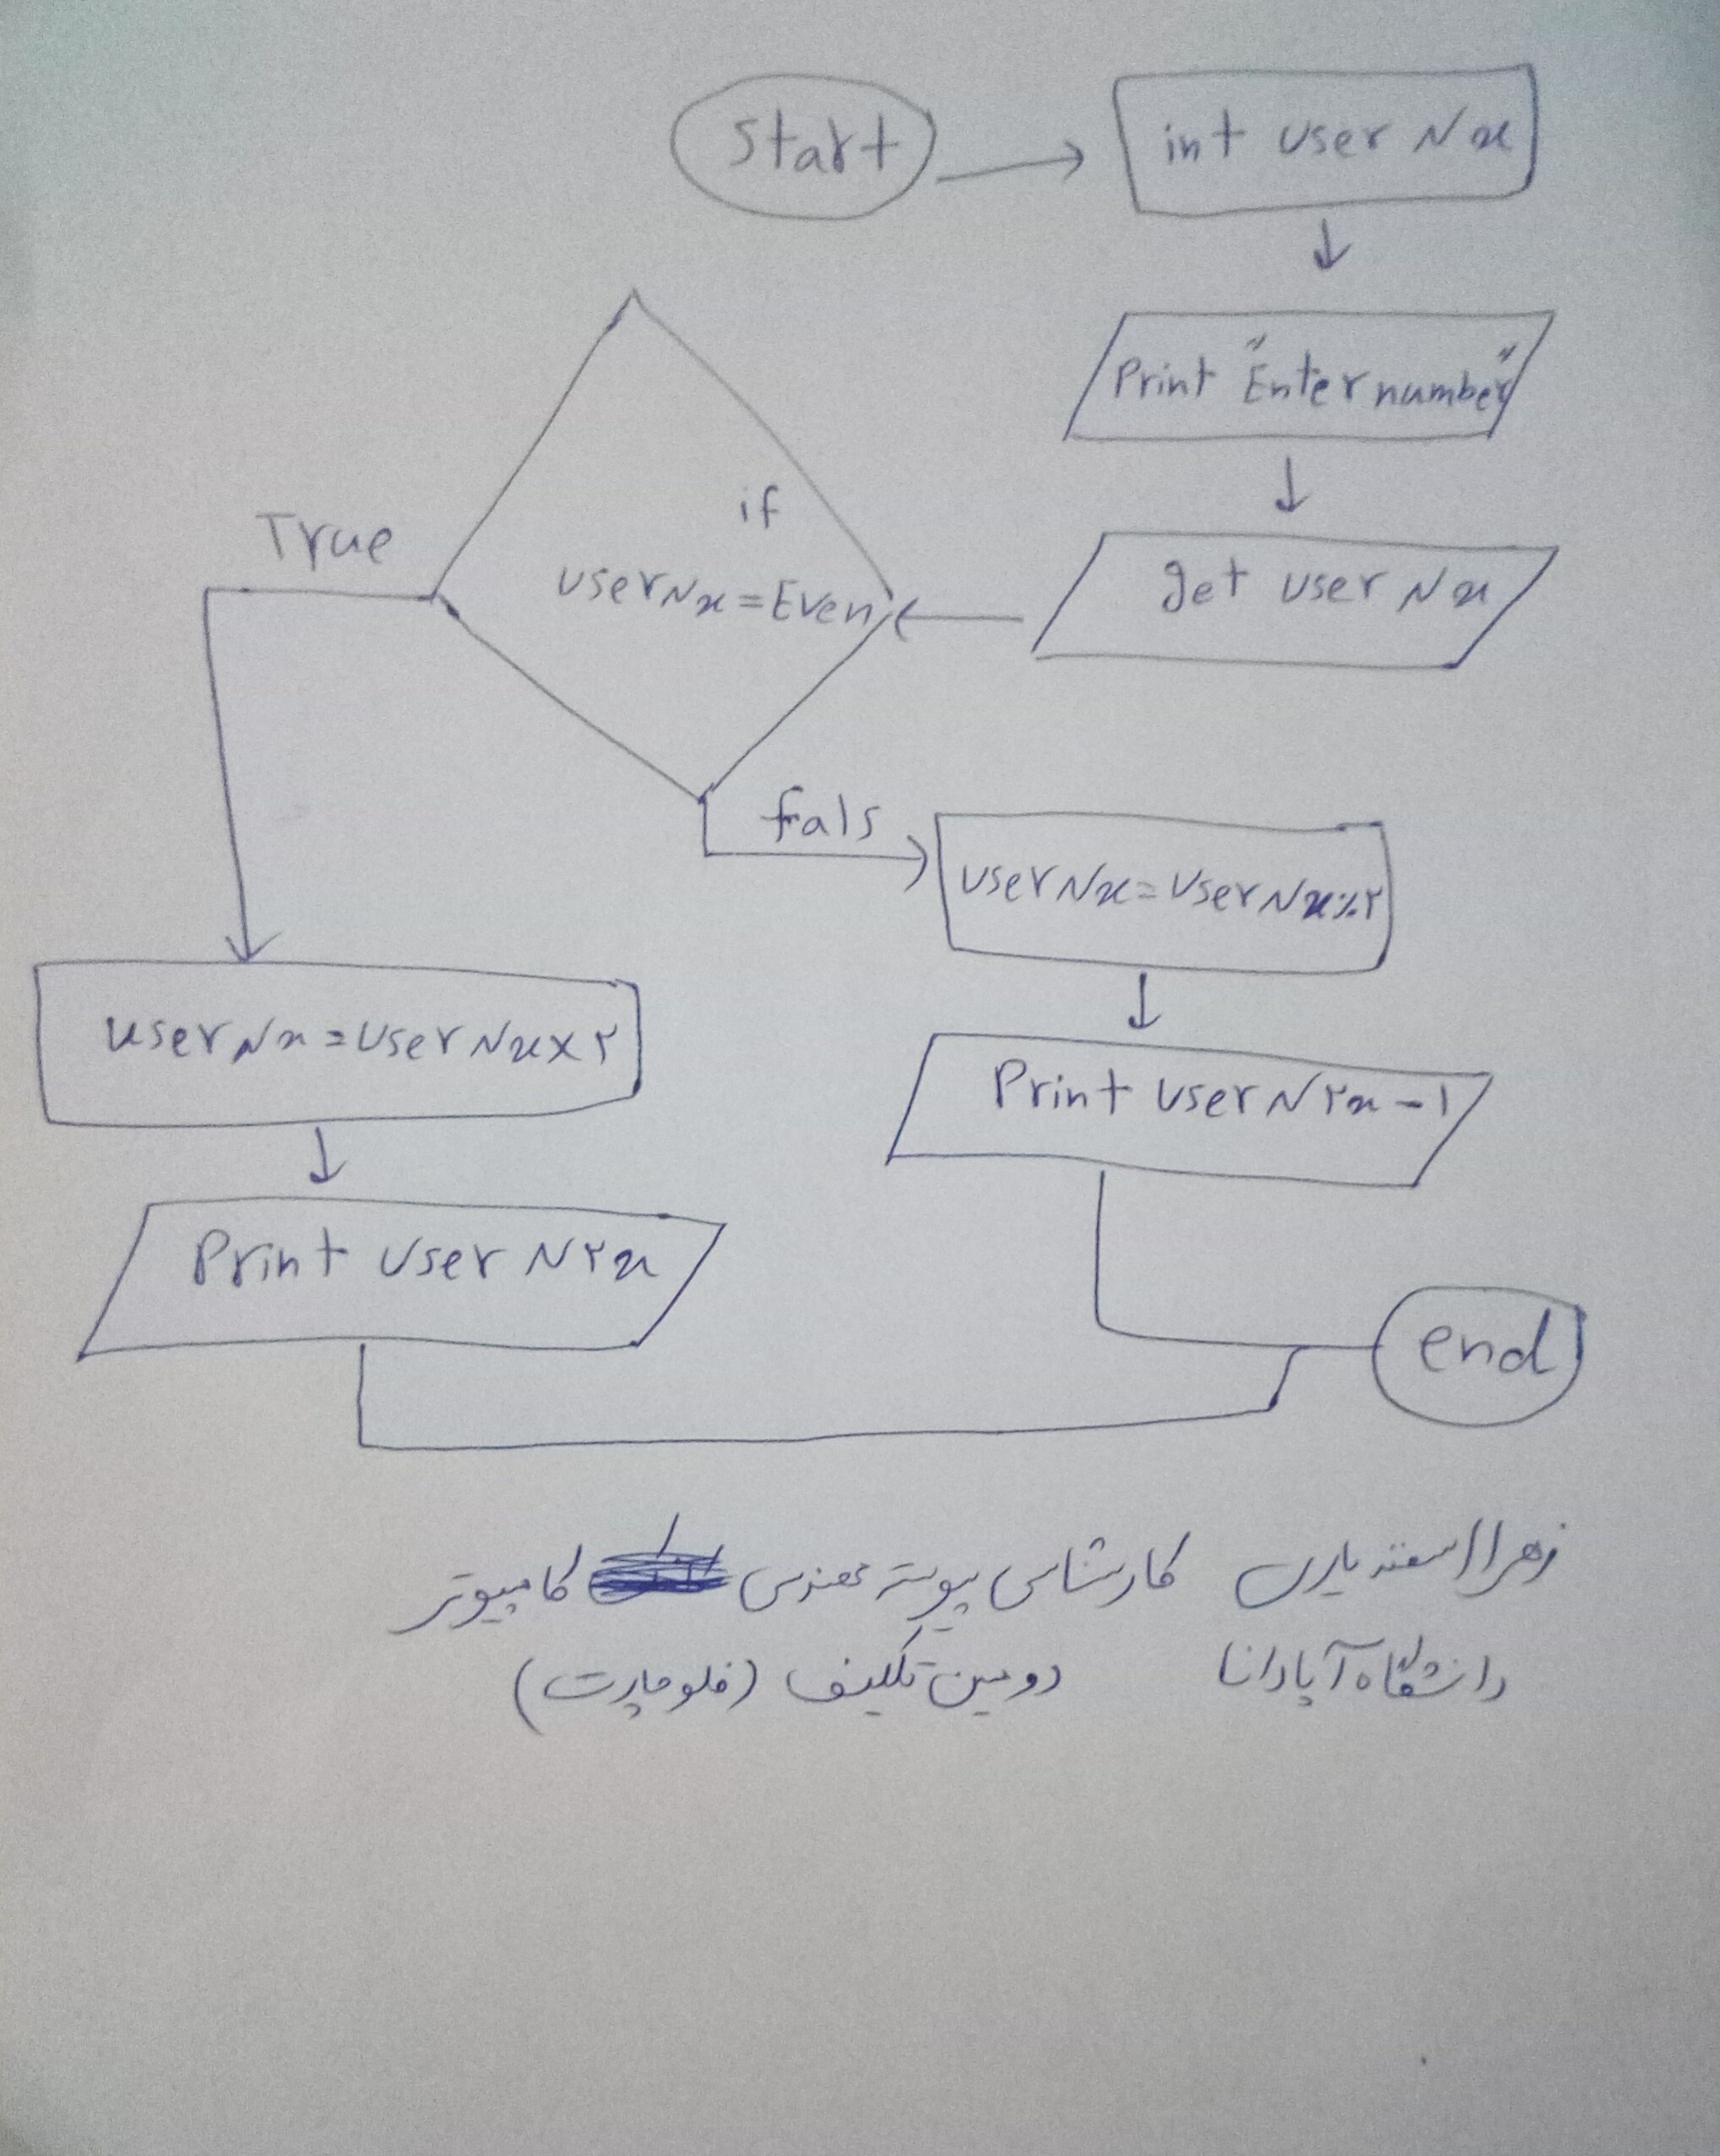 Start
int user Nx
Print "Enter number"
get user Nx
if
userNx = Even
True
fals
userNx = userNx٪۲
Print userN۲x - ۱
userNx = userNx × ۲
Print user N۲x
end
زهرا اسفندیاری کارشناسی پیوسته مهندسی کامپیوتر
دانشگاه آپادانا دومین تکلیف (فلوچارت)